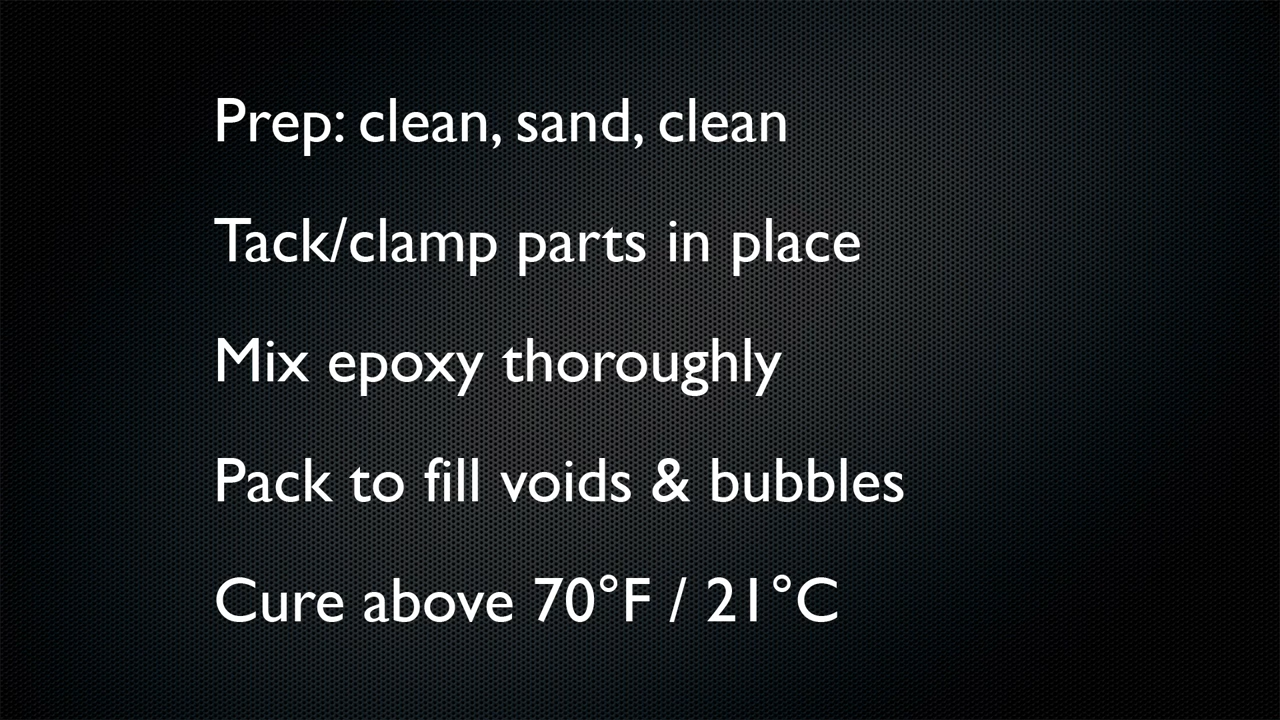 Prep: clean, sand, clean
Tack/clamp parts in place
Mix epoxy thoroughly
Pack to fill voids & bubbles
Cure above 70°F / 21°C